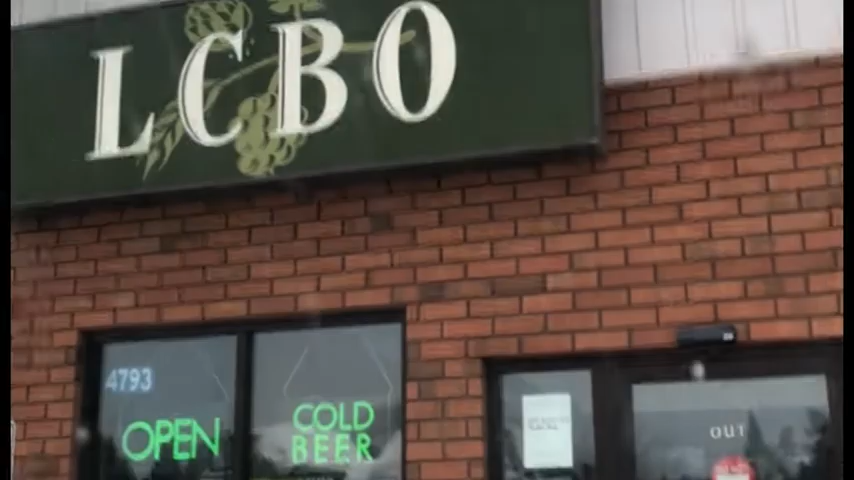 LCBO
4793
OPEN
COLD
BEER
OUT